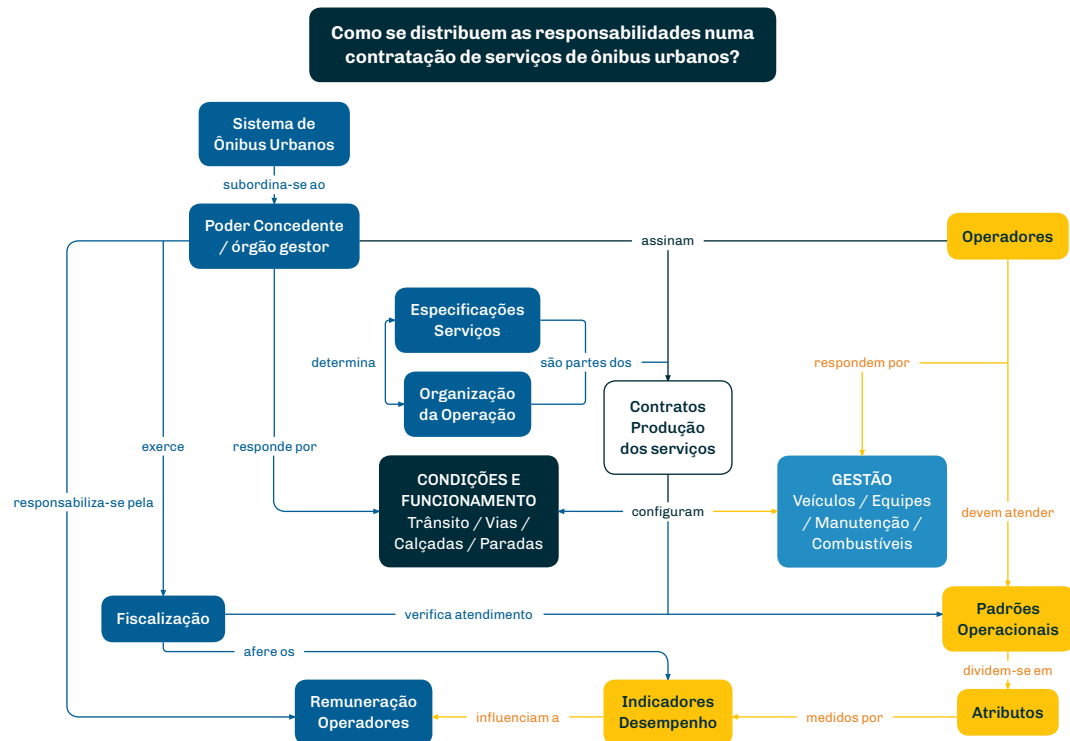 Como se distribuem as responsabilidades numa
contratação de serviços de ônibus urbanos?
Sistema de
Ônibus Urbanos
subordina-se ao
Poder Concedente
/ órgão gestor
assinam
Operadores
Especificações
Serviços
determina
são partes dos
respondem por
Organização
da Operação
Contratos
Produção
dos serviços
exerce
responde por
CONDIÇÕES E
FUNCIONAMENTO
Trânsito / Vias /
Calçadas / Paradas
configuram
GESTÃO
Veículos / Equipes
/ Manutenção /
Combustíveis
responsabiliza-se pela
devem atender
Fiscalização
verifica atendimento
Padrões
Operacionais
afere os
dividem-se em
Remuneração
Operadores
influenciam a
Indicadores
Desempenho
medidos por
Atributos